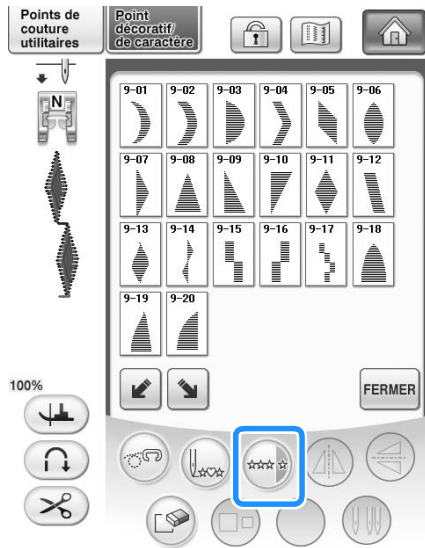 Points de
couture
utilitaires
Point
décoratif/
de caractère
N
9-01 9-02 9-03 9-04 9-05 9-06
9-07 9-08 9-09 9-10 9-11 9-12
9-13 9-14 9-15 9-16 9-17 9-18
9-19 9-20
100%
FERMER